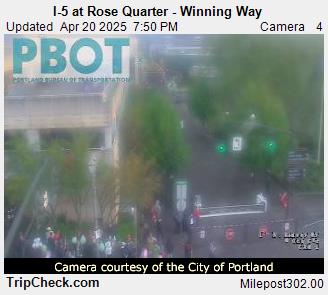 I-5 at Rose Quarter - Winning Way
Updated Apr 20 2025 7:50 PM Camera 4
PBOT
PORTLAND BUREAU OF TRANSPORTATION
Camera courtesy of the City of Portland
TripCheck.com Milepost302.00